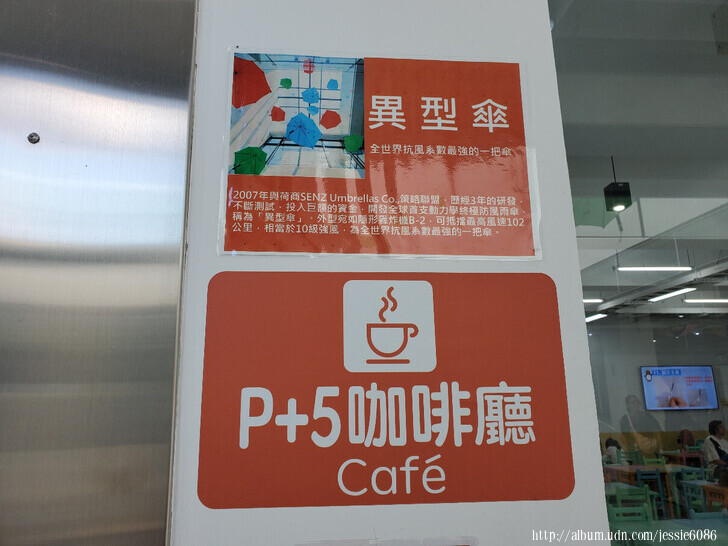 異型傘
全世界抗風系數最強的一把傘
2007年與荷商SENZ Umbrellas Co.,策略聯盟，歷經3年的研發，
不斷測試，投入巨額的資金，開發全球首支動力學終極防風雨傘，
稱為「異型傘」，外型宛如隱形轟炸機B-2，可抵擋最高風速102
公里，相當於10級強風，為全世界抗風系數最強的一把傘。
P+5咖啡廳
Café
http://album.udn.com/jessie6086